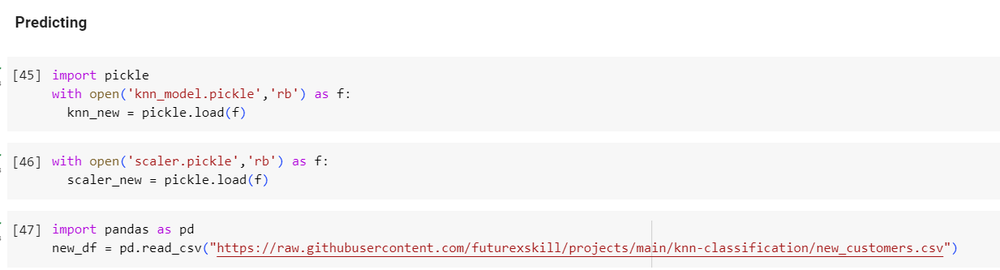 Predicting
[45] import pickle
with open('knn_model.pickle','rb') as f:
  knn_new = pickle.load(f)
[46] with open('scaler.pickle','rb') as f:
  scaler_new = pickle.load(f)
[47] import pandas as pd
new_df = pd.read_csv("https://raw.githubusercontent.com/futurexskill/projects/main/knn-classification/new_customers.csv")